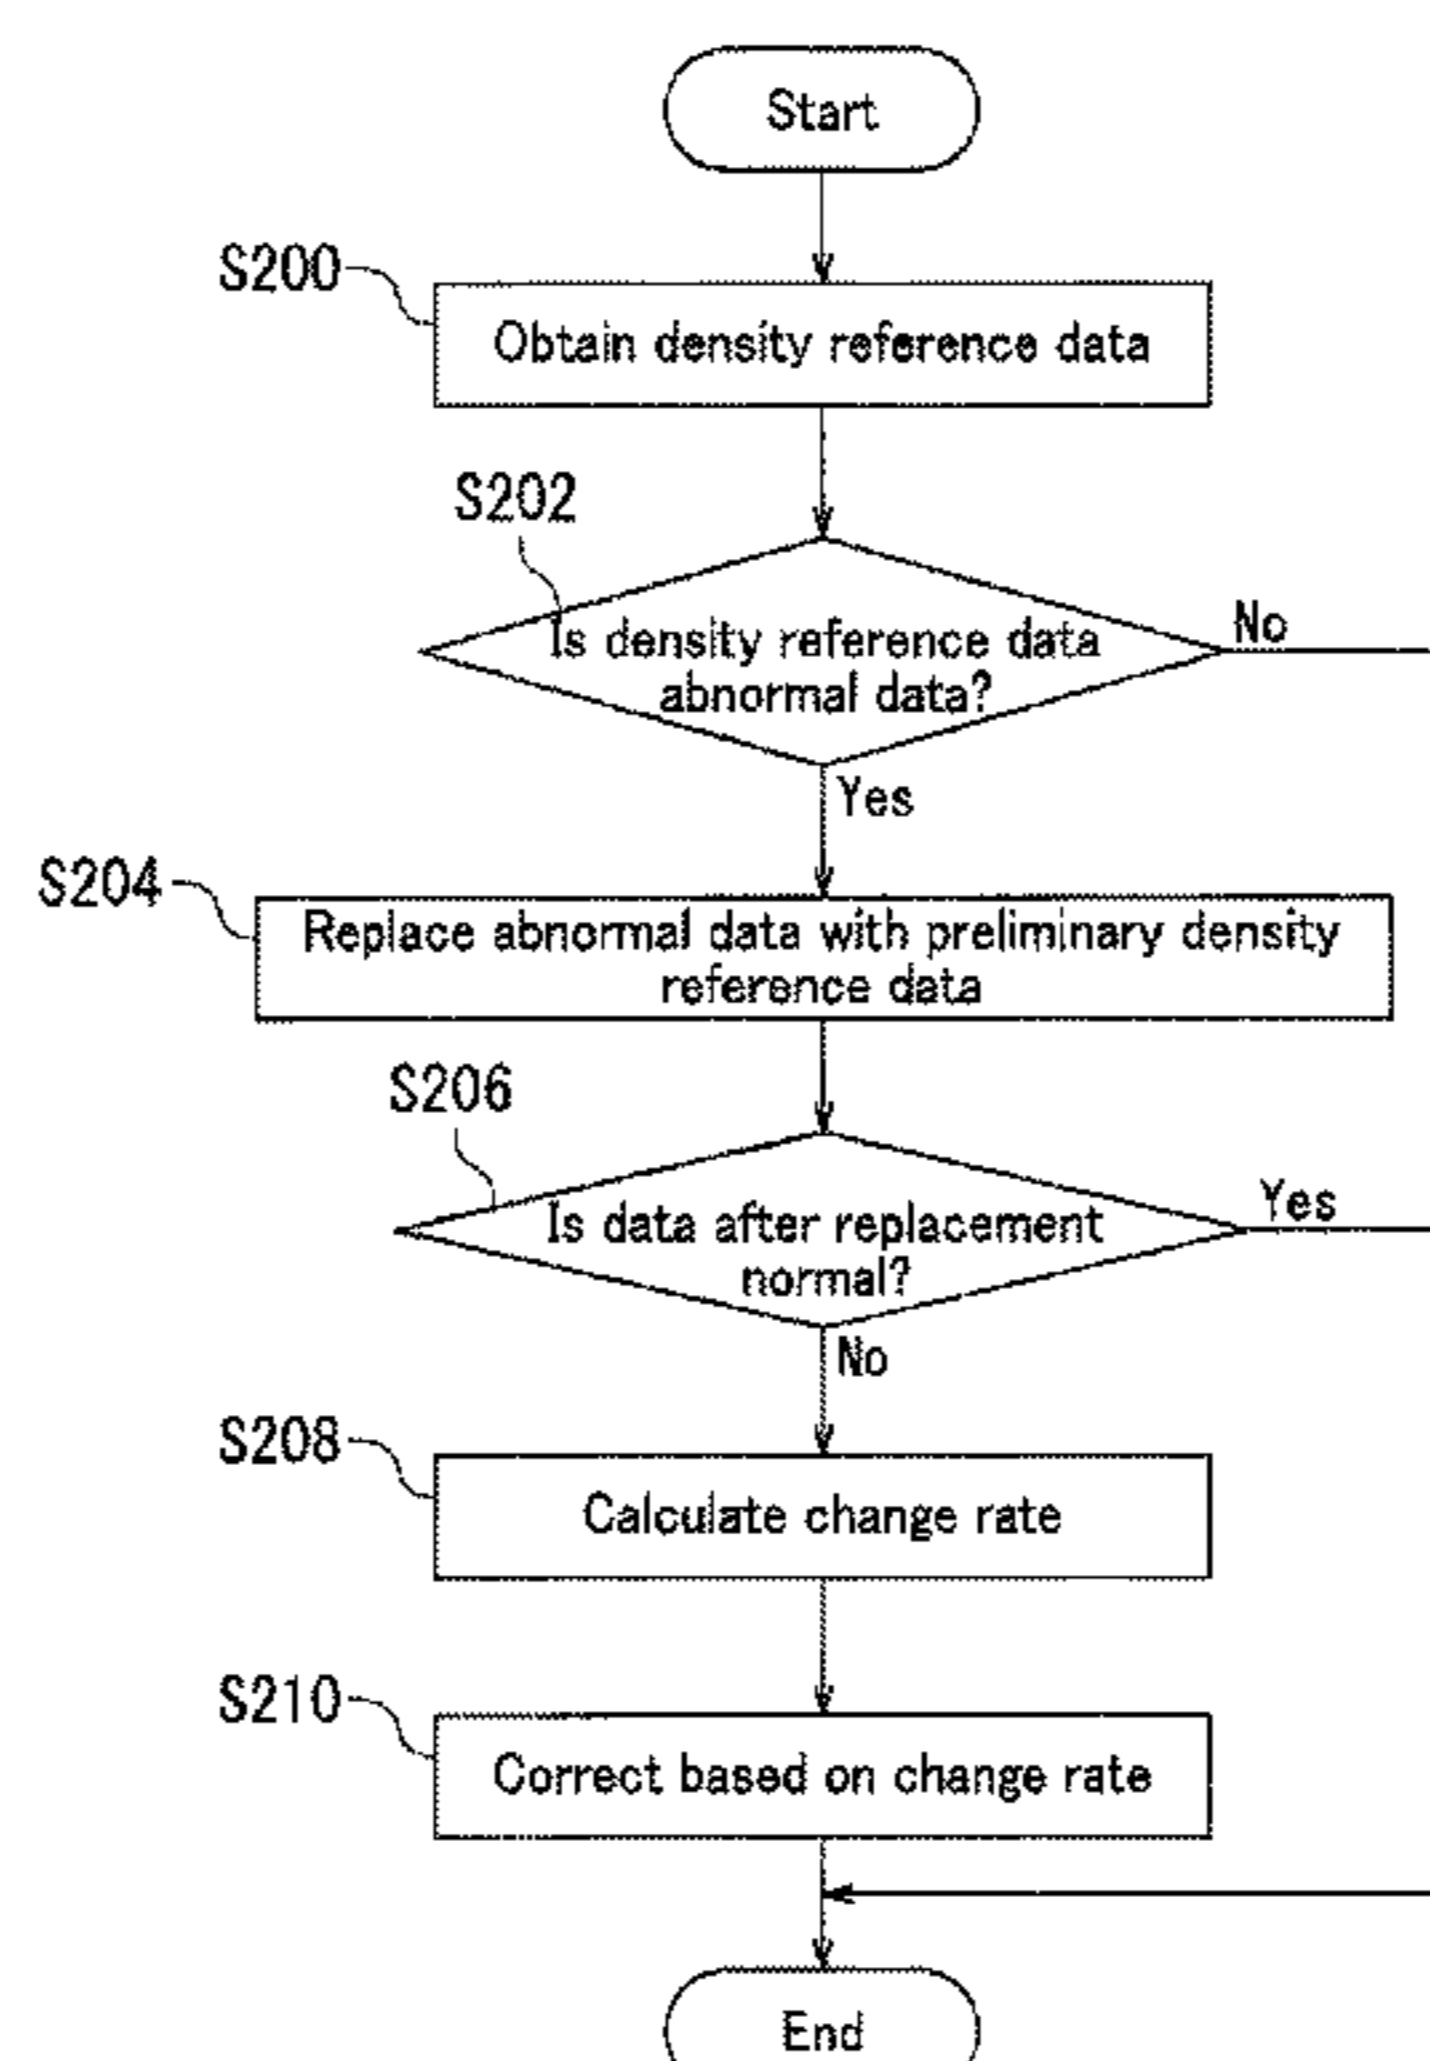 Start
S200
Obtain density reference data
S202
Is density reference data
abnormal data?
No
Yes
S204
Replace abnormal data with preliminary density
reference data
S206
Is data after replacement
normal?
Yes
No
S208
Calculate change rate
S210
Correct based on change rate
End